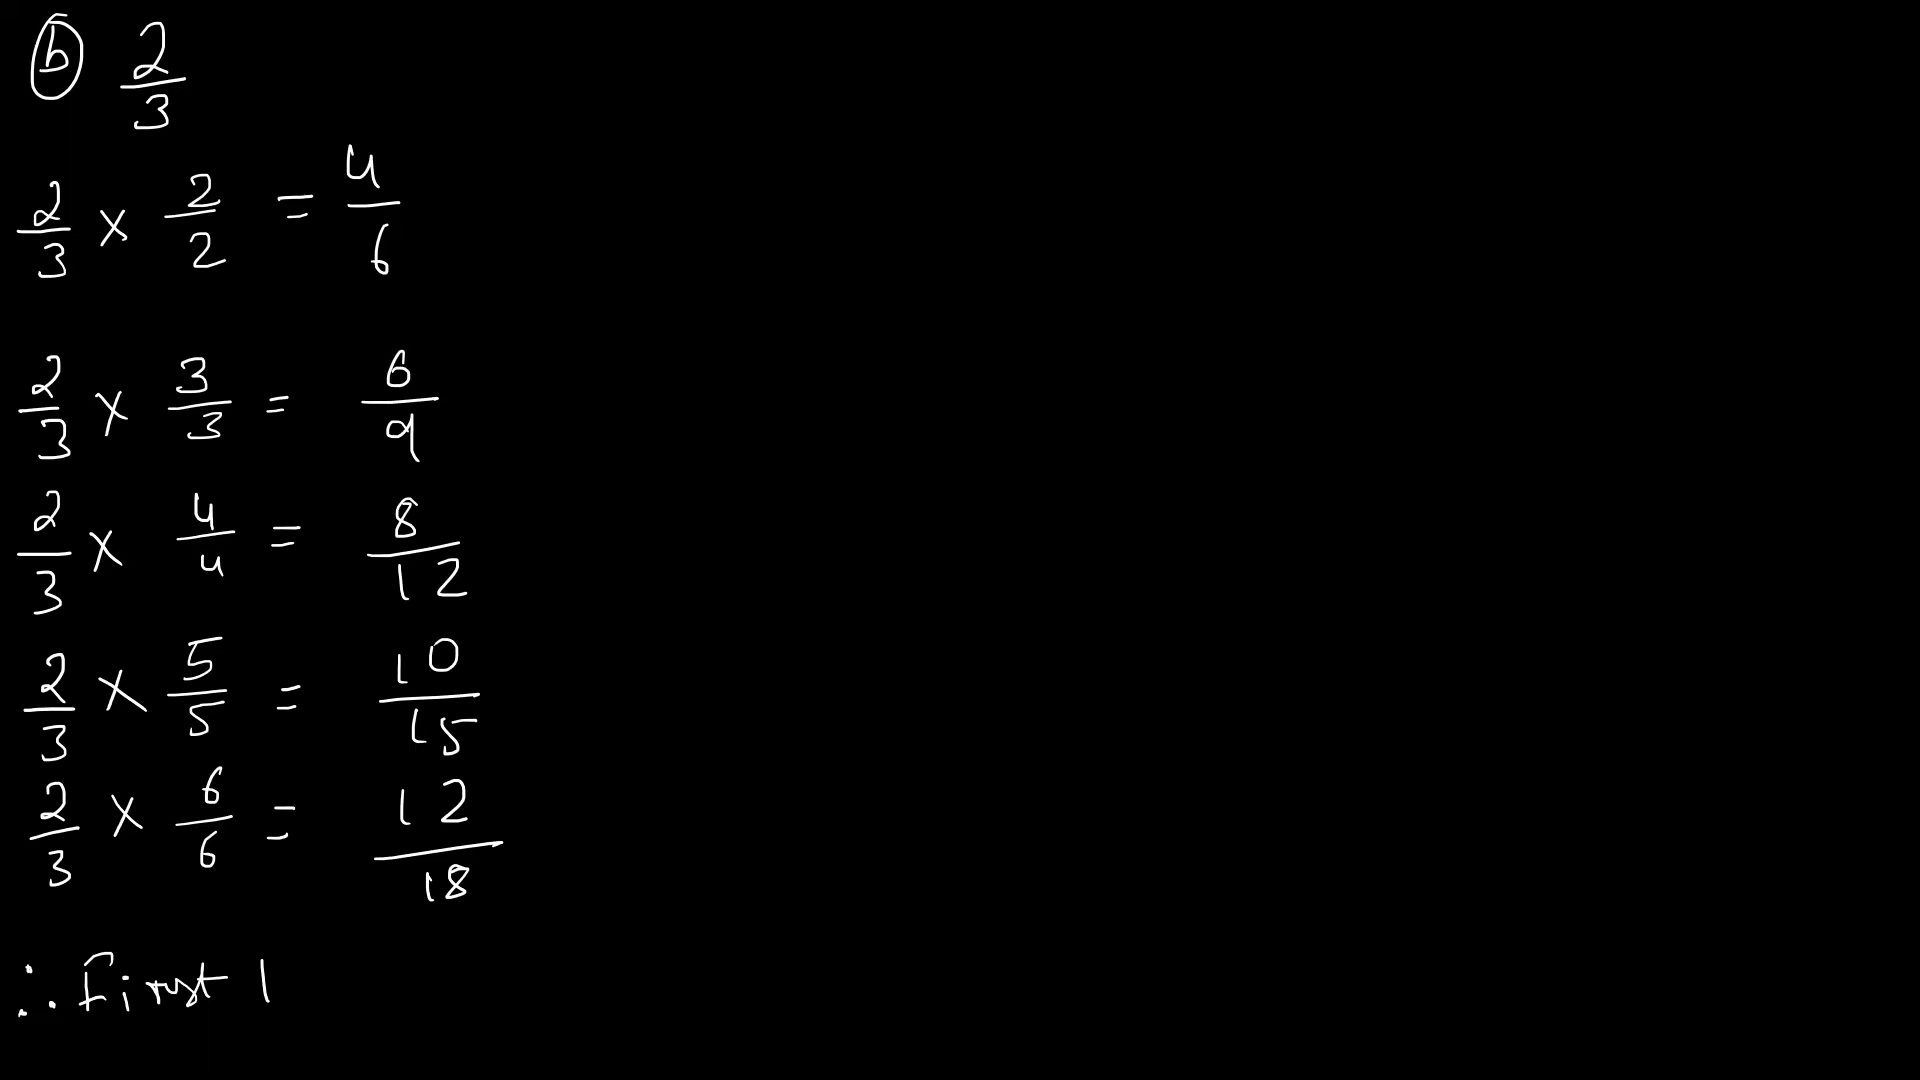 ⓑ 2/3
2/3 × 2/2 = 4/6
2/3 × 3/3 = 6/9
2/3 × 4/4 = 8/12
2/3 × 5/5 = 10/15
2/3 × 6/6 = 12/18
∴ First